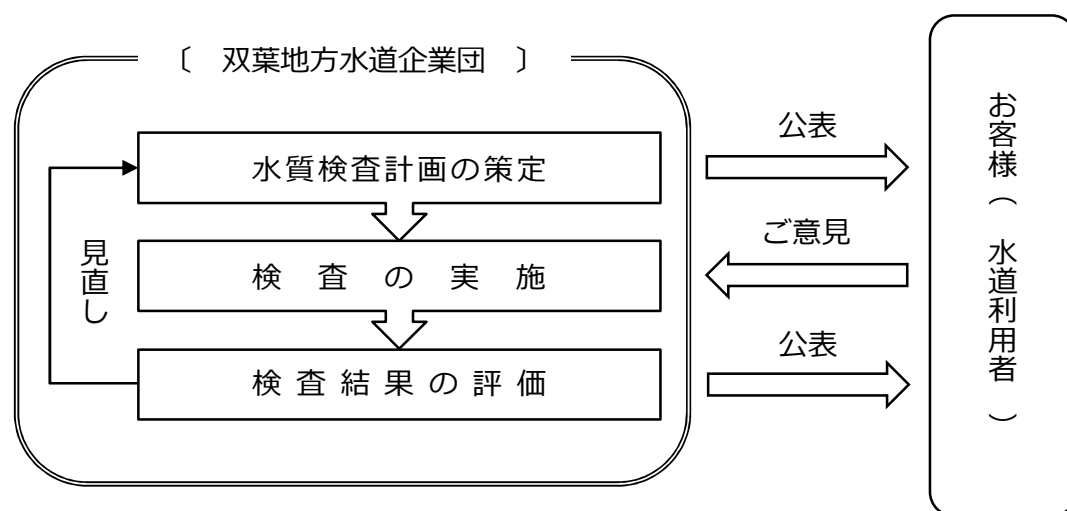 〔 双葉地方水道企業団 〕
水質検査計画の策定
検査の実施
検査結果の評価
見直し
公表
ご意見
公表
お客様（ 水道利用者 ）